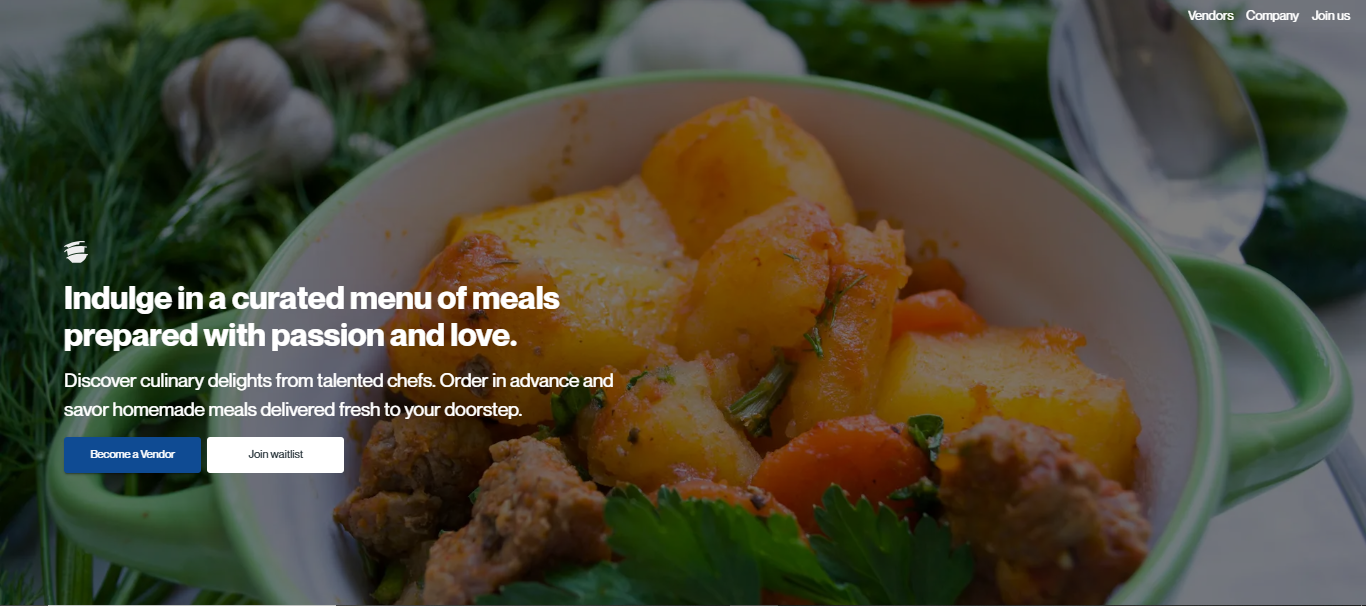 Vendors Company Join us
Indulge in a curated menu of meals
prepared with passion and love.
Discover culinary delights from talented chefs. Order in advance and
savor homemade meals delivered fresh to your doorstep.
Become a Vendor Join waitlist